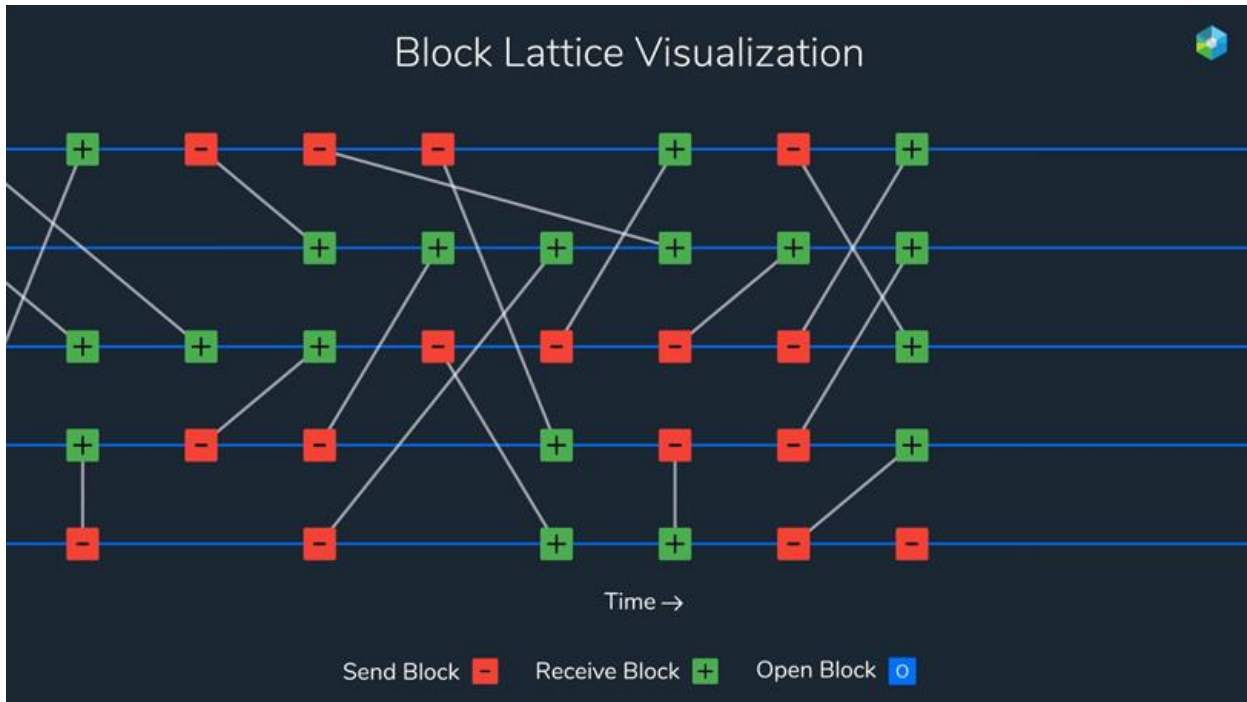 Block Lattice Visualization
+ - - - + - +
+ + + + + +
+ + + - - - - +
+ - - + - - +
- - + + - -
Time →
Send Block - Receive Block + Open Block O